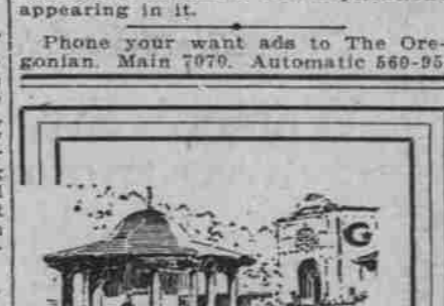 appearing in it.
Phone your want ads to The Ore-
gonian. Main 7070. Automatic 560-95
G